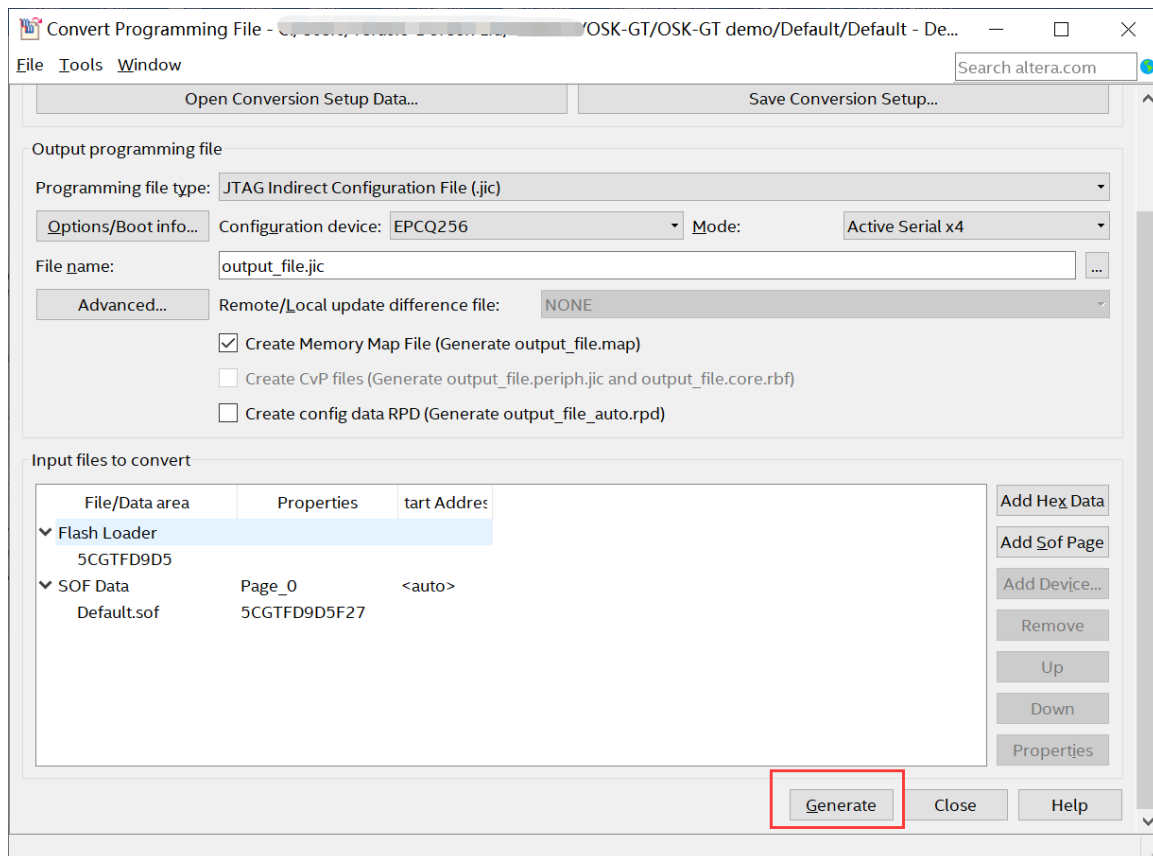 Convert Programming File - /OSK-GT/OSK-GT demo/Default/Default - De...
File Tools Window
Search altera.com
Open Conversion Setup Data... Save Conversion Setup...
Output programming file
Programming file type: JTAG Indirect Configuration File (.jic)
Options/Boot info... Configuration device: EPCQ256 Mode: Active Serial x4
File name: output_file.jic ...
Advanced... Remote/Local update difference file: NONE
Create Memory Map File (Generate output_file.map)
Create CvP files (Generate output_file.periph.jic and output_file.core.rbf)
Create config data RPD (Generate output_file_auto.rpd)
Input files to convert
File/Data area Properties tart Addres
Add Hex Data
Flash Loader
Add Sof Page
5CGTFD9D5
SOF Data Page_0 <auto>
Add Device...
Default.sof 5CGTFD9D5F27
Remove
Up
Down
Properties
Generate Close Help